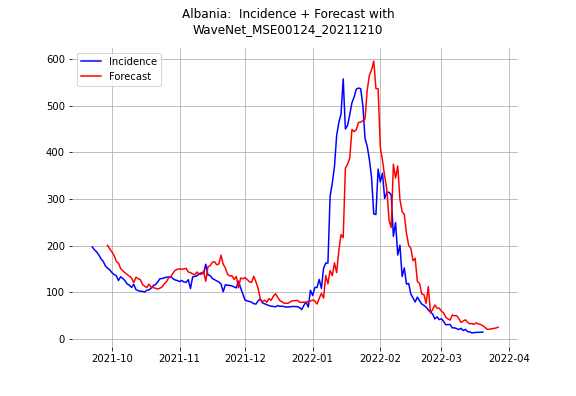 Albania:  Incidence + Forecast with
WaveNet_MSE00124_20211210
Incidence
Forecast
600
500
400
300
200
100
0
2021-10 2021-11 2021-12 2022-01 2022-02 2022-03 2022-04